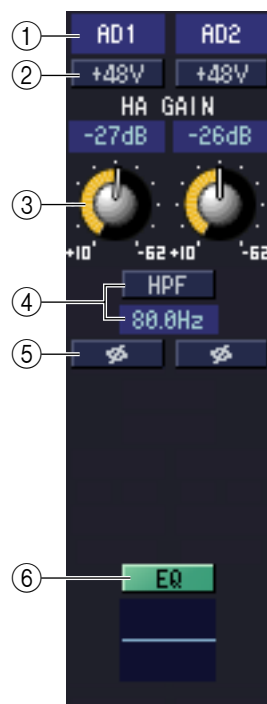 ① AD1 AD2
② +48V +48V
HA GAIN
-27dB -26dB
③
+10 -62 +10 -62
④ HPF
80.0Hz
⑤ ø ø
⑥ EQ